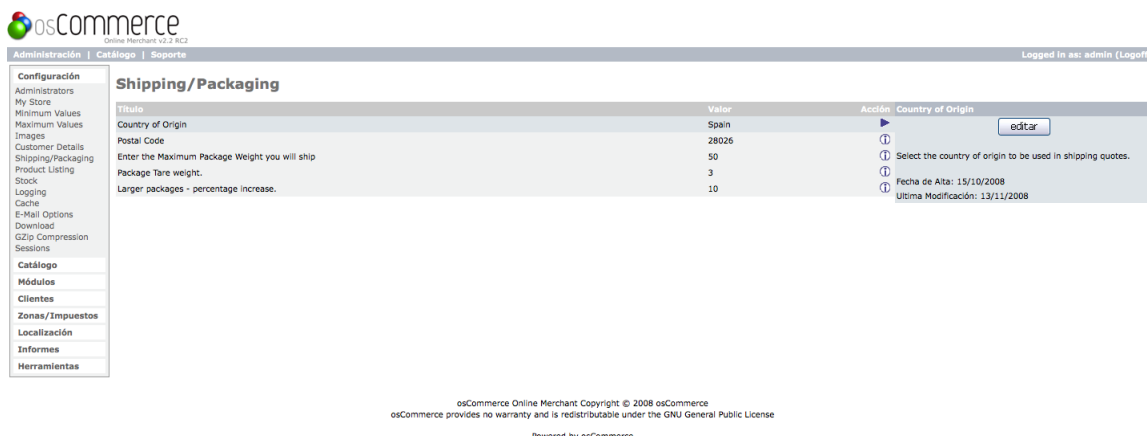 osCommerce
Online Merchant v2.2 RC2
Administración | Catálogo | Soporte
Logged in as: admin (Logoff
Configuración
Administrators
My Store
Minimum Values
Maximum Values
Images
Customer Details
Shipping/Packaging
Product Listing
Stock
Logging
Cache
E-Mail Options
Download
GZip Compression
Sessions
Catálogo
Módulos
Clientes
Zonas/Impuestos
Localización
Informes
Herramientas
Shipping/Packaging
Título Valor Acción
Country of Origin Spain
Postal Code 28026
Enter the Maximum Package Weight you will ship 50
Package Tare weight. 3
Larger packages - percentage increase. 10
Country of Origin
editar
Select the country of origin to be used in shipping quotes.
Fecha de Alta: 15/10/2008
Ultima Modificación: 13/11/2008
osCommerce Online Merchant Copyright © 2008 osCommerce
osCommerce provides no warranty and is redistributable under the GNU General Public License
Powered by osCommerce